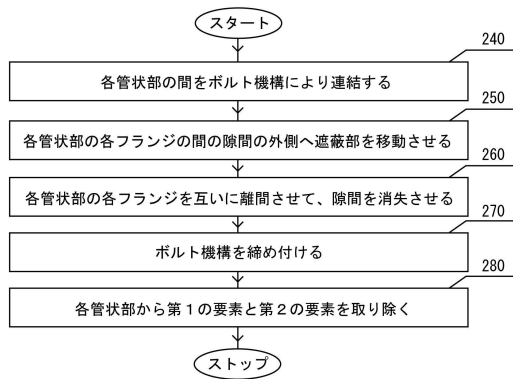 スタート
240
各管状部の間をボルト機構により連結する
250
各管状部の各フランジの間の隙間の外側へ遮蔽部を移動させる
260
各管状部の各フランジを互いに離間させて、隙間を消失させる
270
ボルト機構を締め付ける
280
各管状部から第1の要素と第2の要素を取り除く
ストップ